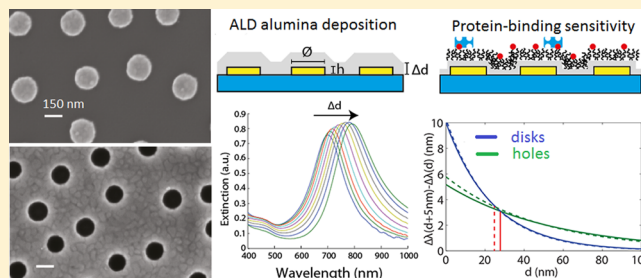 ALD alumina deposition
Protein-binding sensitivity
150 nm
Ø
h
Δd
Extinction (a.u.)
0.9
0.8
0.7
0.6
0.5
0.4
0.3
0.2
0.1
Δd
400 500 600 700 800 900 1000
Wavelength (nm)
Δλ(d+5nm)-Δλ(d) (nm)
10
8
6
4
2
0
disks
holes
0 20 40 60 80
d (nm)